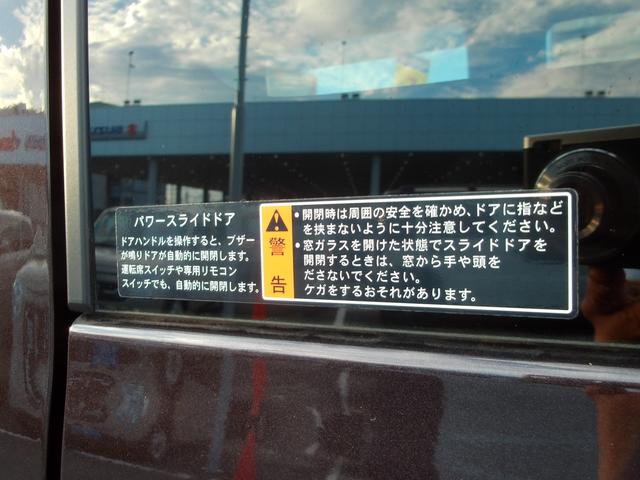 パワースライドドア
ドアハンドルを操作すると、ブザー
が鳴りドアが自動的に開閉します。
運転席スイッチや専用リモコン
スイッチでも、自動的に開閉します。
警告
・開閉時は周囲の安全を確かめ、ドアに指など
を挟まないように十分注意してください。
・窓ガラスを開けた状態でスライドドアを
開閉するときは、窓から手や頭を
ださないでください。
ケガをするおそれがあります。